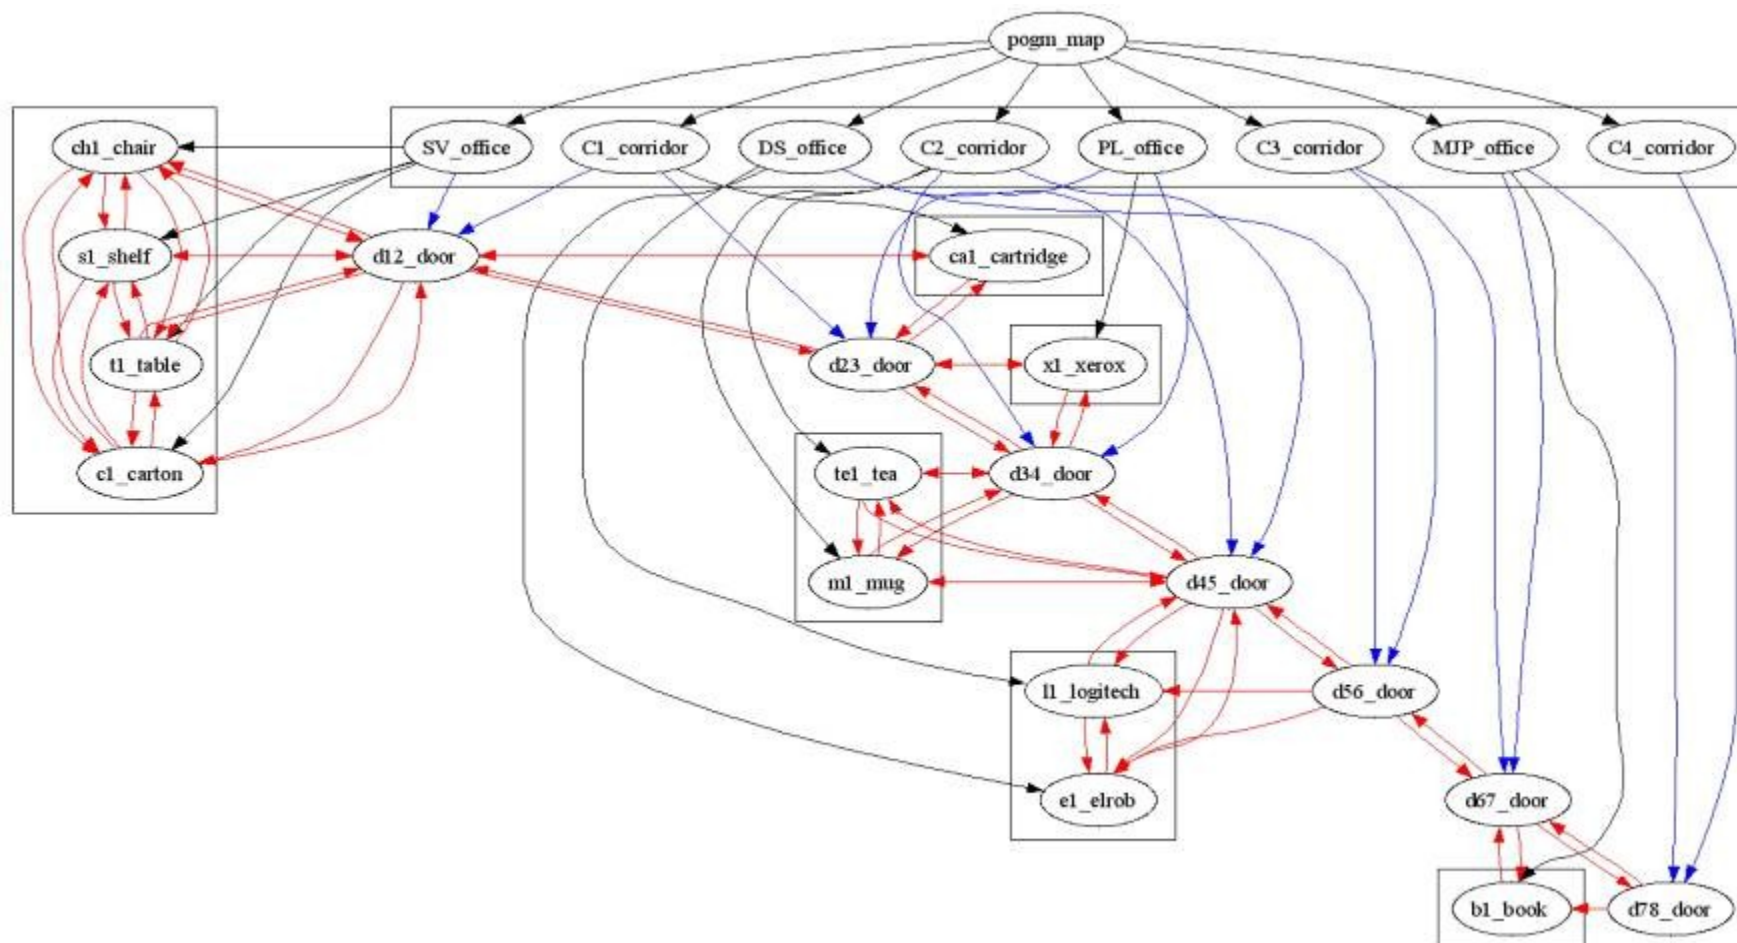 pogm_map
ch1_chair
SV_office
C1_corridor
DS_office
C2_corridor
PL_office
C3_corridor
MJP_office
C4_corridor
s1_shelf
d12_door
ca1_cartridge
t1_table
d23_door
x1_xerox
c1_carton
te1_tea
d34_door
m1_mug
d45_door
l1_logitech
d56_door
e1_elrob
d67_door
b1_book
d78_door